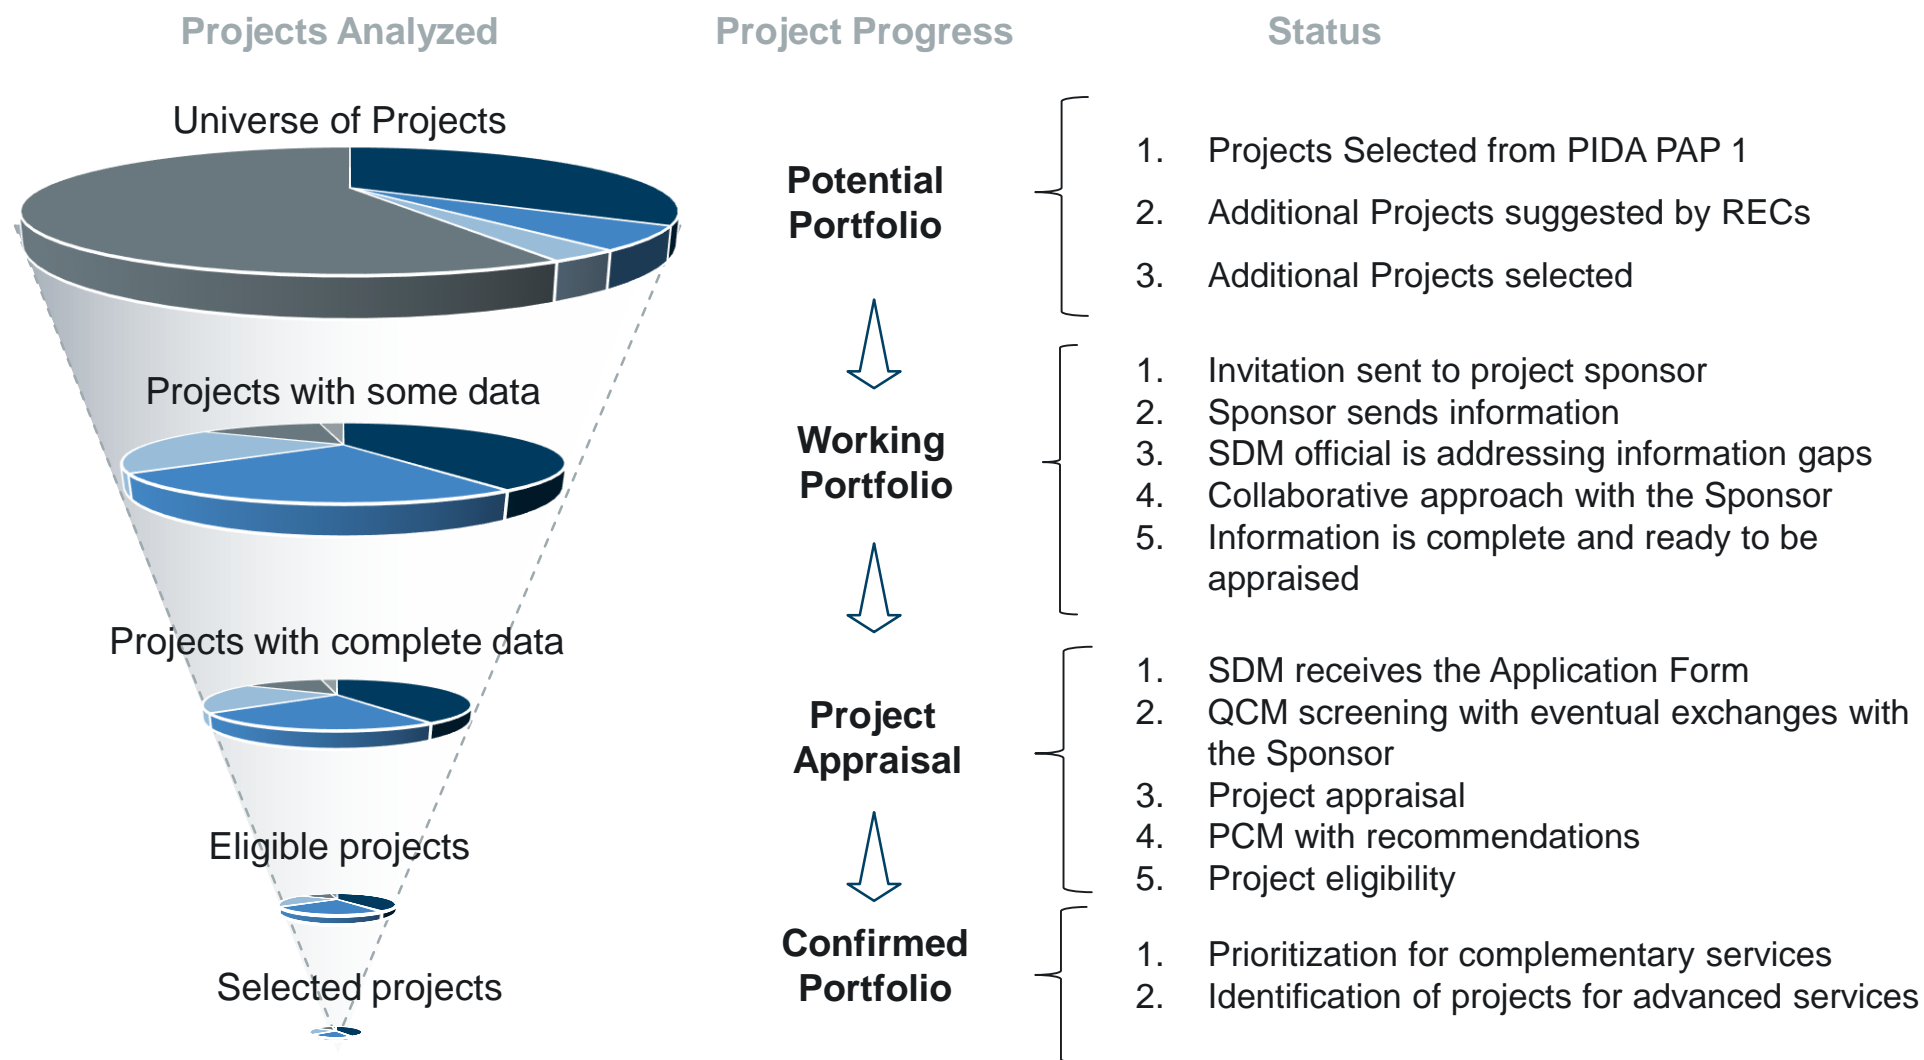 Projects Analyzed
Project Progress
Status
Universe of Projects
Projects with some data
Projects with complete data
Eligible projects
Selected projects
Potential
Portfolio
Working
Portfolio
Project
Appraisal
Confirmed
Portfolio
1. Projects Selected from PIDA PAP 1
2. Additional Projects suggested by RECs
3. Additional Projects selected
1. Invitation sent to project sponsor
2. Sponsor sends information
3. SDM official is addressing information gaps
4. Collaborative approach with the Sponsor
5. Information is complete and ready to be
appraised
1. SDM receives the Application Form
2. QCM screening with eventual exchanges with
the Sponsor
3. Project appraisal
4. PCM with recommendations
5. Project eligibility
1. Prioritization for complementary services
2. Identification of projects for advanced services